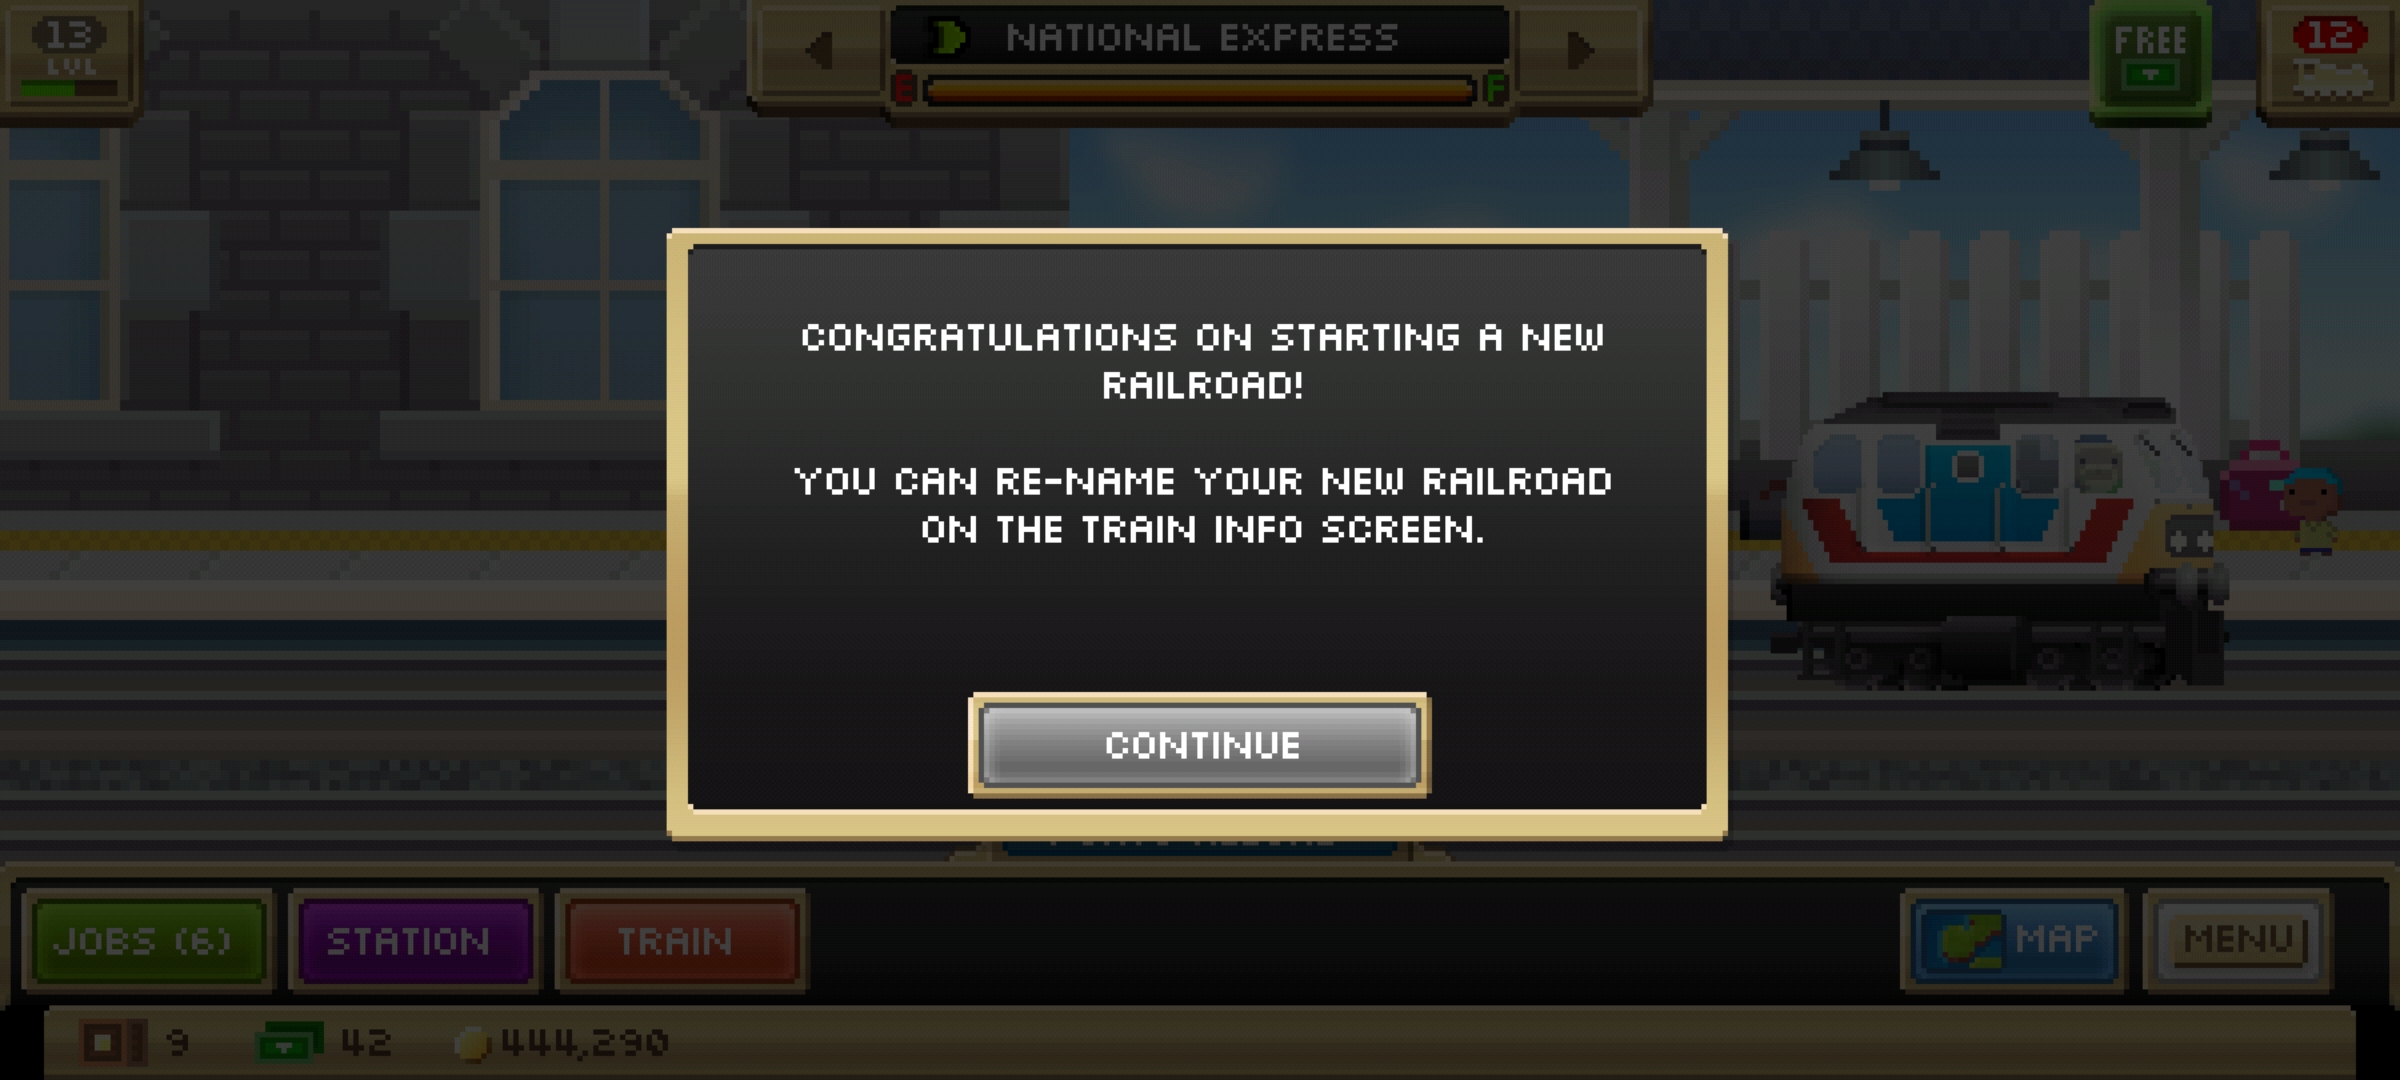 13
LVL
NATIONAL EXPRESS
E F
FREE
12
CONGRATULATIONS ON STARTING A NEW
RAILROAD!
YOU CAN RE-NAME YOUR NEW RAILROAD
ON THE TRAIN INFO SCREEN.
CONTINUE
JOBS (6)
STATION
TRAIN
MAP
MENU
9
42
444,290